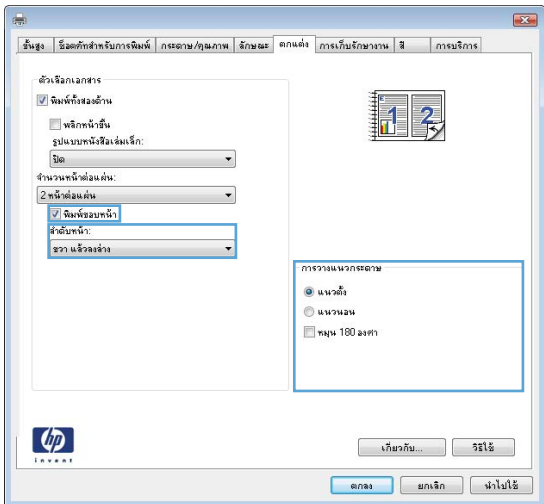 ขั้นสูง
ช็อตคัทสำหรับการพิมพ์
กระดาษ/คุณภาพ
ลักษณะ
ตกแต่ง
การเก็บรักษางาน
สี
การบริการ
ตัวเลือกเอกสาร
พิมพ์ทั้งสองด้าน
พลิกหน้าขึ้น
รูปแบบหนังสือเล่มเล็ก:
ปิด
จำนวนหน้าต่อแผ่น:
2 หน้าต่อแผ่น
พิมพ์ขอบหน้า
ลำดับหน้า:
ขวา แล้วลงล่าง
1 2
การวางแนวกระดาษ
แนวตั้ง
แนวนอน
หมุน 180 องศา
hp
invent
เกี่ยวกับ...
วิธีใช้
ตกลง
ยกเลิก
นำไปใช้